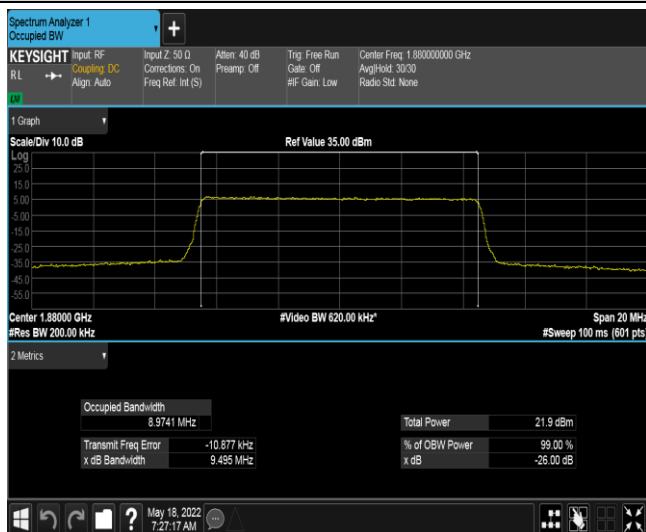 Spectrum Analyzer 1
Occupied BW
KEYSIGHT
RL
Input: RF
Coupling: DC
Align: Auto
Input Z: 50 Ω
Corrections: On
Freq Ref: Int (S)
Atten: 40 dB
Preamp: Off
Trig: Free Run
Gate: Off
#IF Gain: Low
Center Freq: 1.880000000 GHz
Avg|Hold: 30/30
Radio Std: None
1 Graph
Scale/Div 10.0 dB
Ref Value 35.00 dBm
Log
25.0
15.0
5.00
-5.00
-15.0
-25.0
-35.0
-45.0
-55.0
Center 1.88000 GHz
#Video BW 620.00 kHz*
Span 20 MHz
#Res BW 200.00 kHz
#Sweep 100 ms (601 pts)
2 Metrics
Occupied Bandwidth
8.9741 MHz
Total Power 21.9 dBm
Transmit Freq Error -10.877 kHz
% of OBW Power 99.00 %
x dB Bandwidth 9.495 MHz
x dB -26.00 dB
?
May 18, 2022
7:27:17 AM